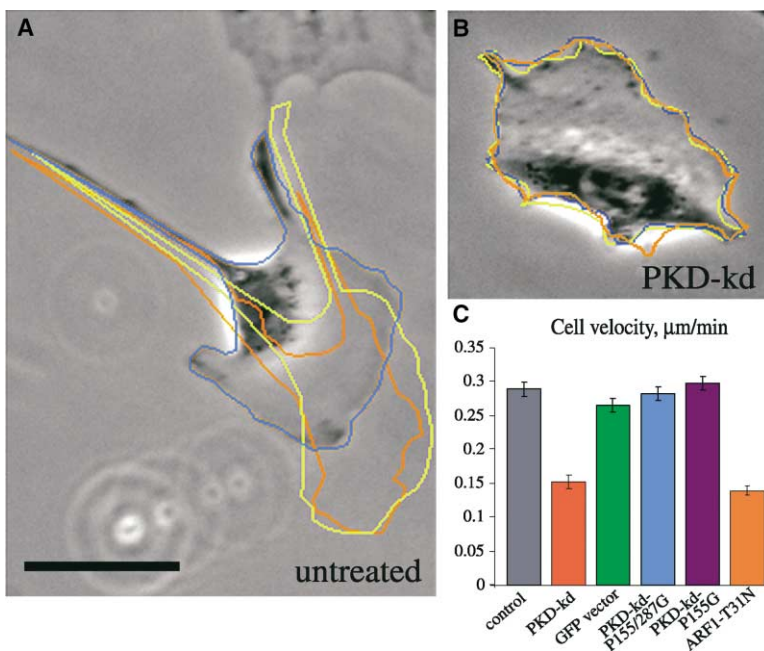 A
untreated
B
PKD-kd
C
Cell velocity, μm/min
0.35
0.3
0.25
0.2
0.15
0.1
0.05
0
control
PKD-kd
GFP vector
PKD-kd-
P155/287G
PKD-kd-
P155G
ARF1-T31N